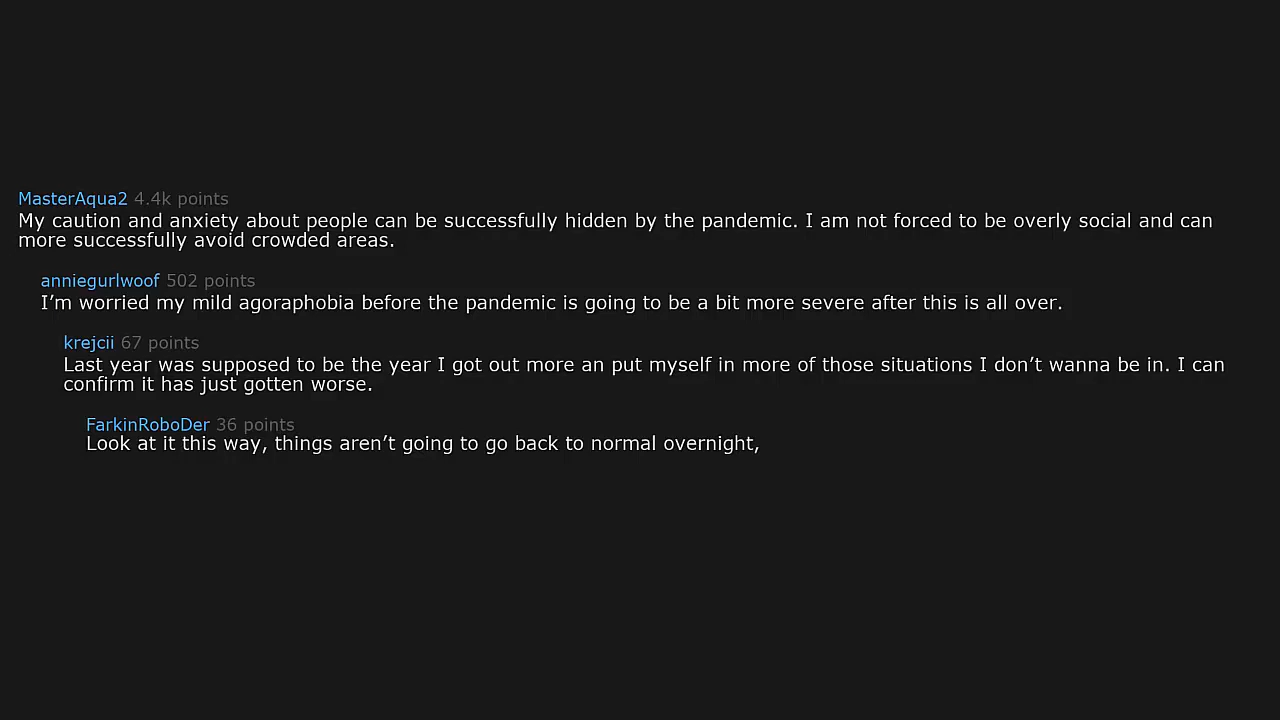 MasterAqua2 4.4k points
My caution and anxiety about people can be successfully hidden by the pandemic. I am not forced to be overly social and can
more successfully avoid crowded areas.
anniegurlwoof 502 points
I’m worried my mild agoraphobia before the pandemic is going to be a bit more severe after this is all over.
krejcii 67 points
Last year was supposed to be the year I got out more an put myself in more of those situations I don’t wanna be in. I can
confirm it has just gotten worse.
FarkinRoboDer 36 points
Look at it this way, things aren’t going to go back to normal overnight,